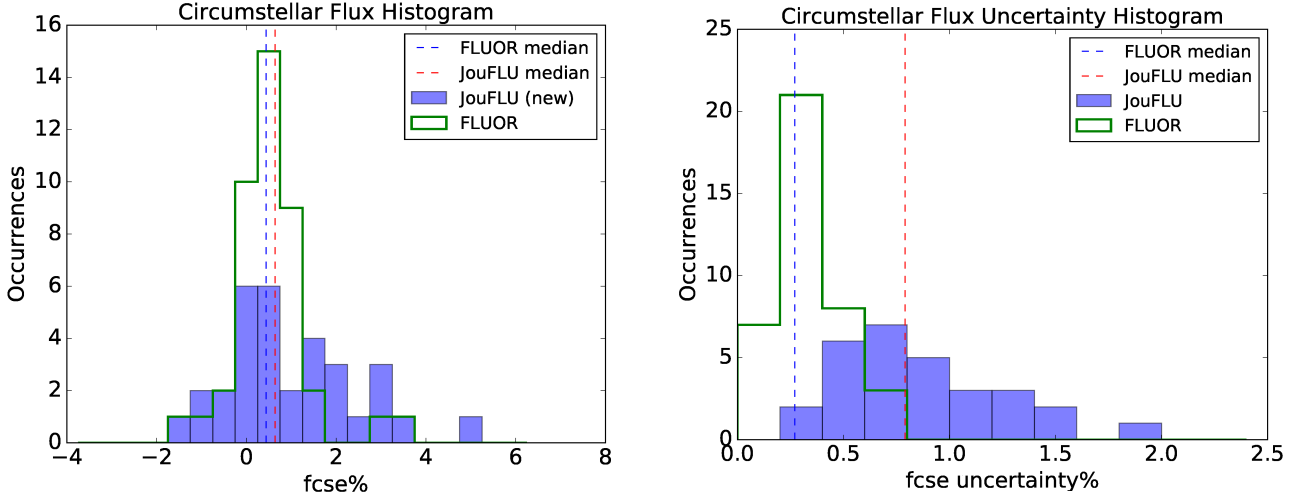 Circumstellar Flux Histogram
16
14
12
10
8
6
4
2
0
Occurrences
−4
−2
0
2
4
6
8
fcse%
FLUOR median
JouFLU median
JouFLU (new)
FLUOR
Circumstellar Flux Uncertainty Histogram
25
20
15
10
5
0
Occurrences
0.0
0.5
1.0
1.5
2.0
2.5
fcse uncertainty%
FLUOR median
JouFLU median
JouFLU
FLUOR